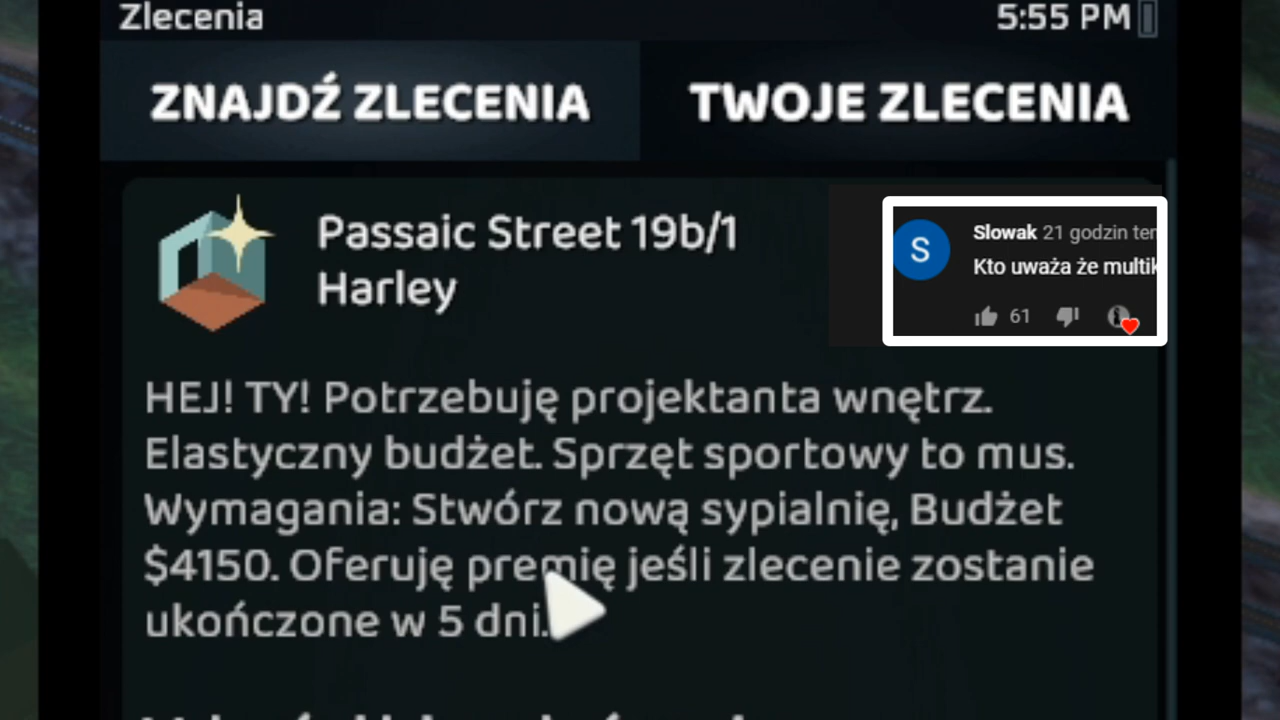 Zlecenia
5:55 PM
ZNAJDŹ ZLECENIA
TWOJE ZLECENIA
Passaic Street 19b/1
Harley
S
Slowak 21 godzin
Kto uważa że
61
HEJ! TY! Potrzebuję projektanta wnętrz.
Elastyczny budżet. Sprzęt sportowy to mus.
Wymagania: Stwórz nową sypialnię, Budżet
$4150. Oferuję premię jeśli zlecenie zostanie
ukończone w 5 dni.